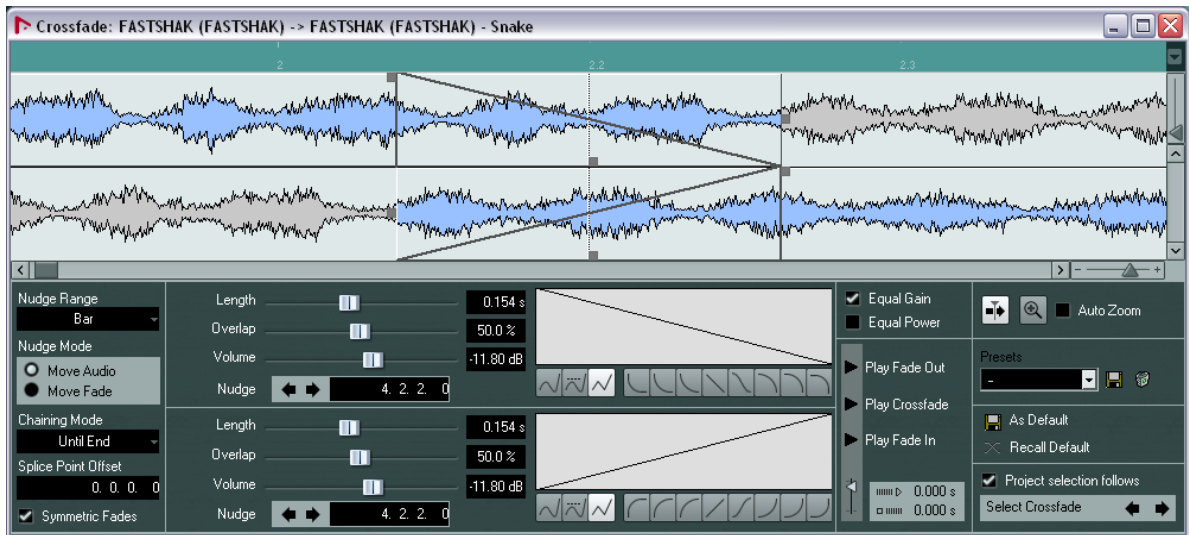 Crossfade: FASTSHAK (FASTSHAK) -> FASTSHAK (FASTSHAK) - Snake
2 2.2 2.3
Nudge Range
Bar
Nudge Mode
Move Audio
Move Fade
Chaining Mode
Until End
Splice Point Offset
0. 0. 0. 0
Symmetric Fades
Length 0.154 s
Overlap 50.0 %
Volume -11.80 dB
Nudge 4. 2. 2. 0
Length 0.154 s
Overlap 50.0 %
Volume -11.80 dB
Nudge 4. 2. 2. 0
Equal Gain
Equal Power
Play Fade Out
Play Crossfade
Play Fade In
0.000 s
0.000 s
Auto Zoom
Presets
-
As Default
Recall Default
Project selection follows
Select Crossfade